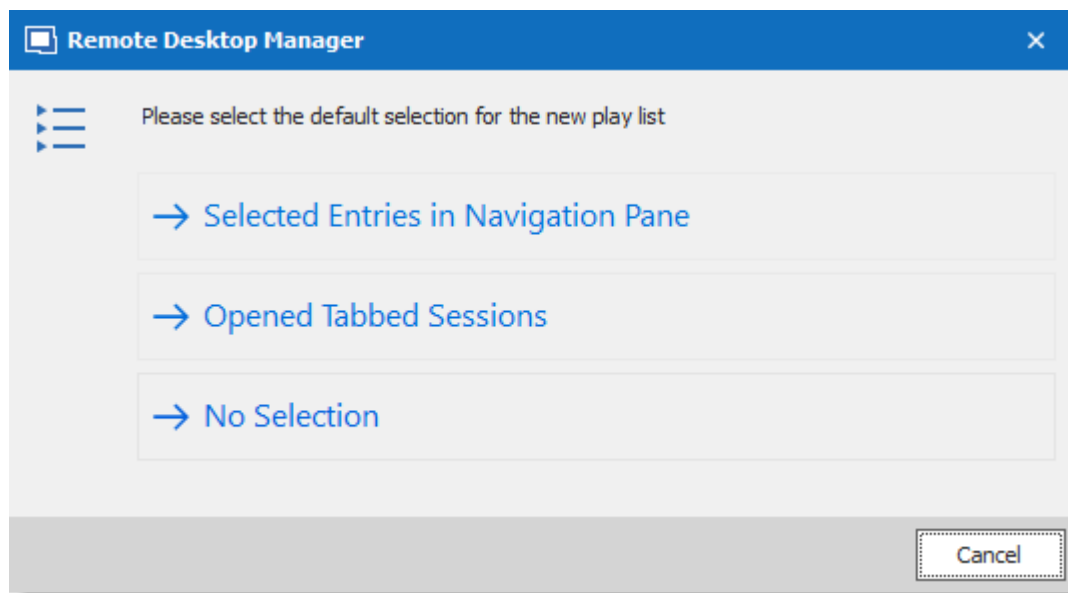 Remote Desktop Manager
Please select the default selection for the new play list
Selected Entries in Navigation Pane
Opened Tabbed Sessions
No Selection
Cancel